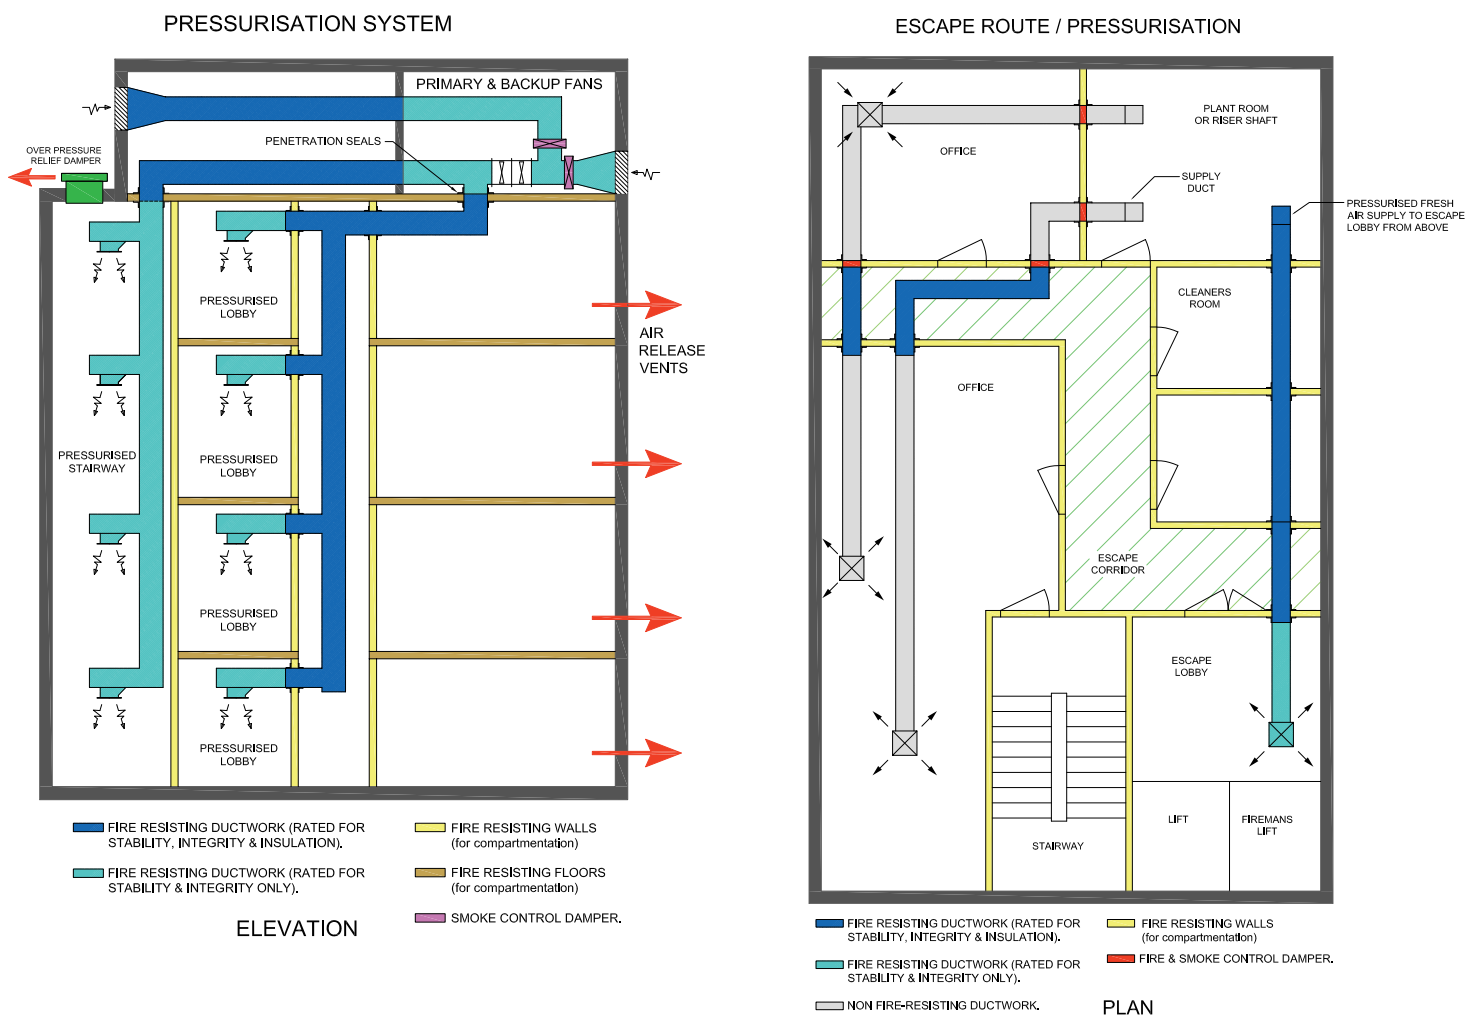 PRESSURISATION SYSTEM
PRIMARY & BACKUP FANS
PENETRATION SEALS
OVER PRESSURE
RELIEF DAMPER
PRESSURISED
LOBBY
AIR
RELEASE
VENTS
PRESSURISED
STAIRWAY
PRESSURISED
LOBBY
PRESSURISED
LOBBY
PRESSURISED
LOBBY
FIRE RESISTING DUCTWORK (RATED FOR
STABILITY, INTEGRITY & INSULATION).
FIRE RESISTING DUCTWORK (RATED FOR
STABILITY & INTEGRITY ONLY).
FIRE RESISTING WALLS
(for compartmentation)
FIRE RESISTING FLOORS
(for compartmentation)
SMOKE CONTROL DAMPER.
ELEVATION
ESCAPE ROUTE / PRESSURISATION
PLANT ROOM
OR RISER SHAFT
OFFICE
SUPPLY
DUCT
PRESSURISED FRESH
AIR SUPPLY TO ESCAPE
LOBBY FROM ABOVE
CLEANERS
ROOM
OFFICE
ESCAPE
CORRIDOR
ESCAPE
LOBBY
LIFT
FIREMANS
LIFT
STAIRWAY
FIRE RESISTING DUCTWORK (RATED FOR
STABILITY, INTEGRITY & INSULATION).
FIRE RESISTING DUCTWORK (RATED FOR
STABILITY & INTEGRITY ONLY).
NON FIRE-RESISTING DUCTWORK.
FIRE RESISTING WALLS
(for compartmentation)
FIRE & SMOKE CONTROL DAMPER.
PLAN